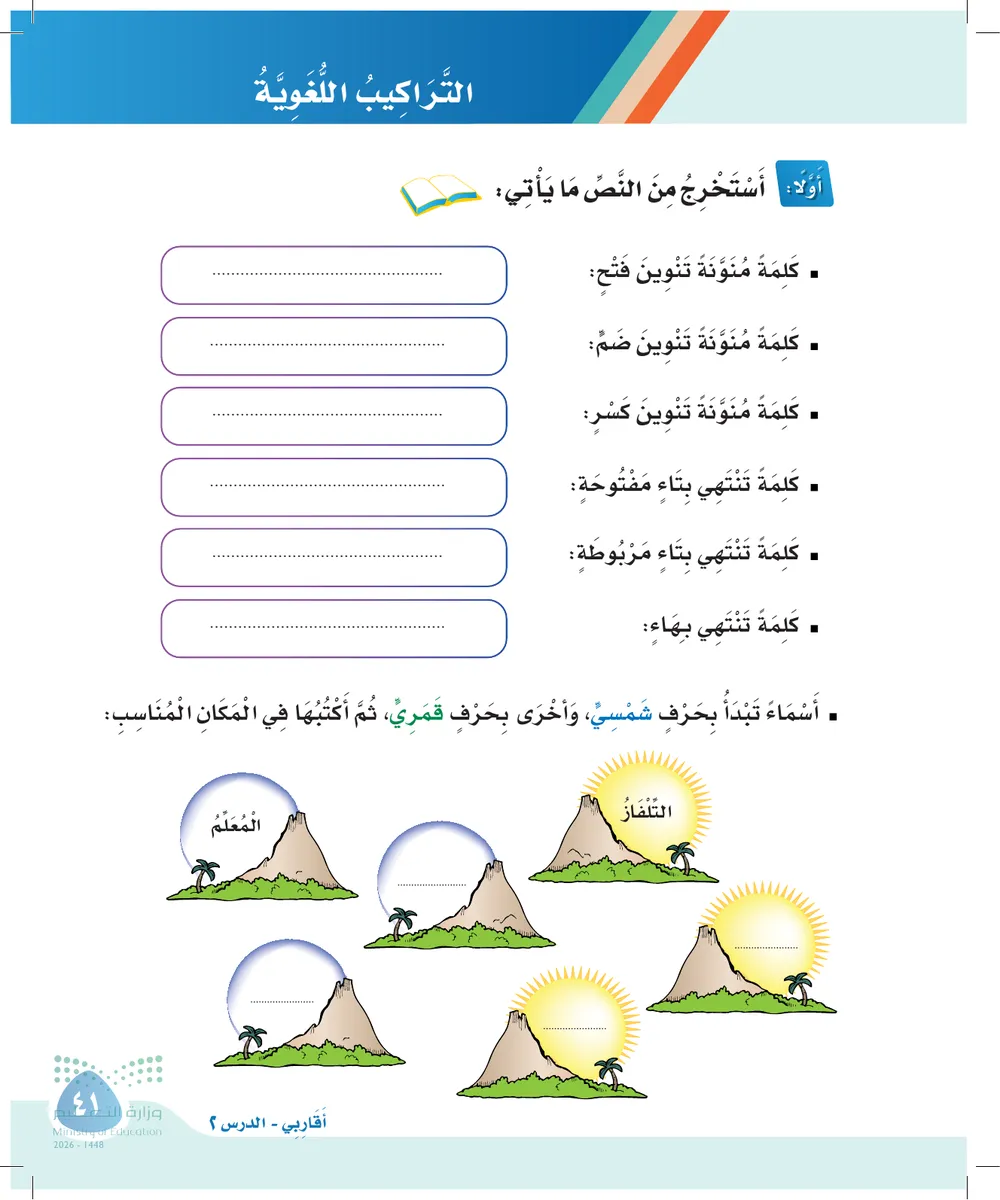 التَّرَاكِيبُ اللُّغَوِيَّةُ
أَوَّلًا: أَسْتَخْرِجُ مِنَ النَّصِّ مَا يَأْتِي:
▪ كَلِمَةً مُنَوَّنَةً تَنْوِينَ فَتْحٍ: ................
▪ كَلِمَةً مُنَوَّنَةً تَنْوِينَ ضَمٍّ: ................
▪ كَلِمَةً مُنَوَّنَةً تَنْوِينَ كَسْرٍ: ................
▪ كَلِمَةً تَنْتَهِي بِتَاءٍ مَفْتُوحَةٍ: ................
▪ كَلِمَةً تَنْتَهِي بِتَاءٍ مَرْبُوطَةٍ: ................
▪ كَلِمَةً تَنْتَهِي بِهَاءٍ: ................
▪ أَسْمَاءً تَبْدَأُ بِحَرْفٍ شَمْسِيٍّ، وَأُخْرَى بِحَرْفٍ قَمَرِيٍّ، ثُمَّ أَكْتُبُهَا فِي الْمَكَانِ الْمُنَاسِبِ:
التِّلْفَازُ
الْمُعَلِّمُ
أَقَارِبِي - الدرس ٢
٤١
وزارة التعليم
Ministry of Education
2026 - 1448